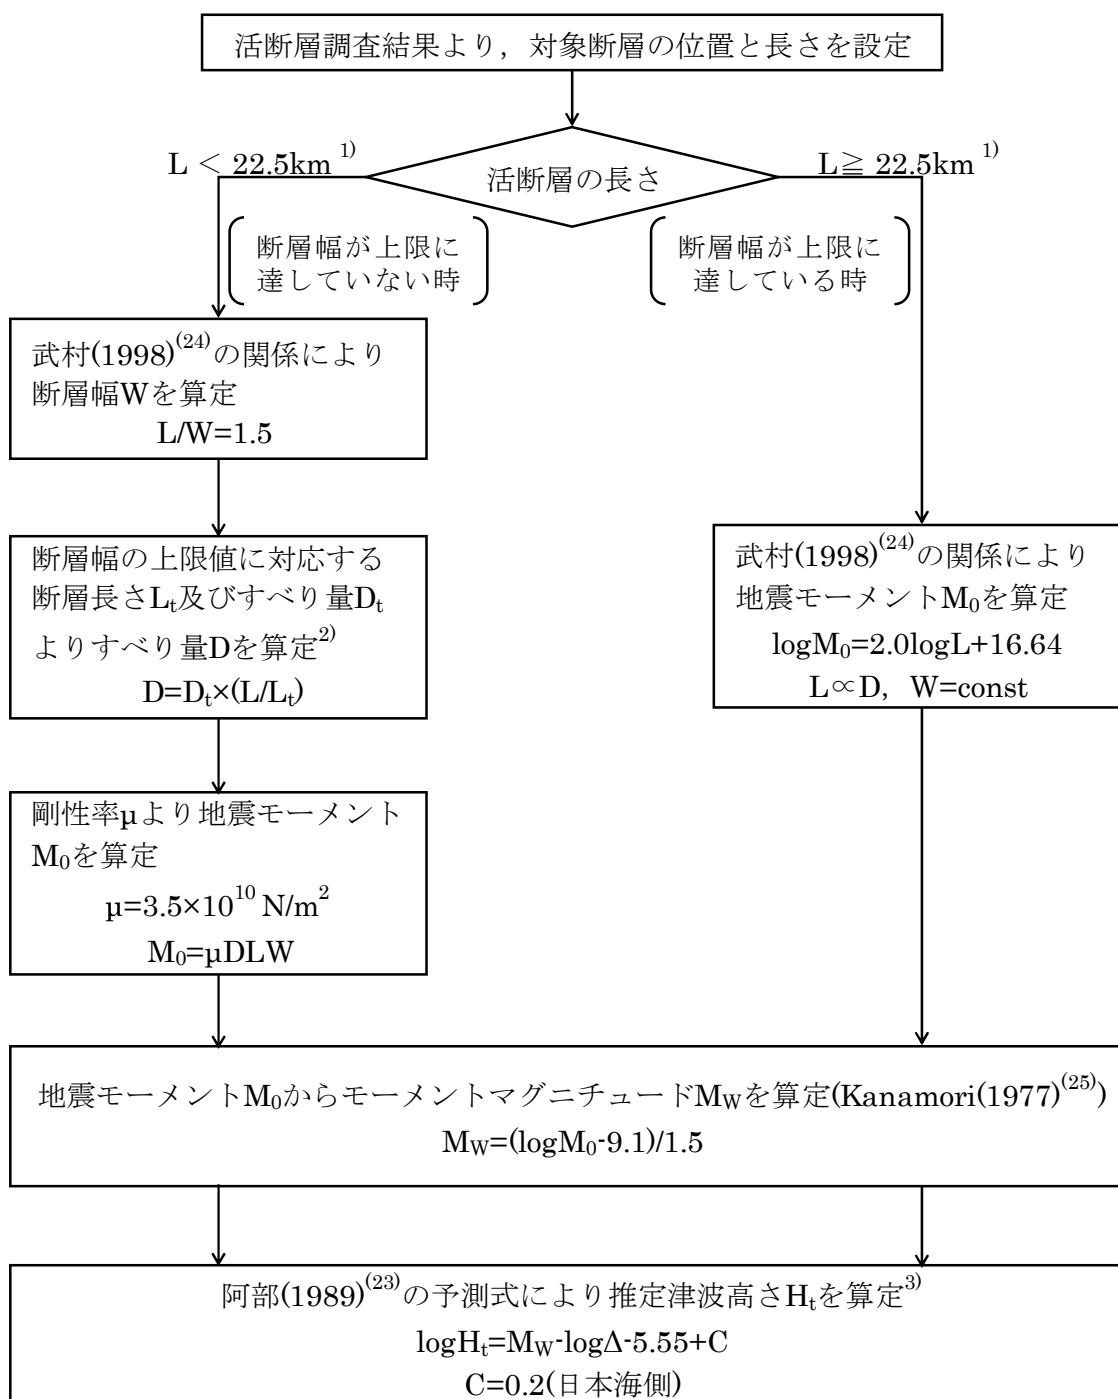 活断層調査結果より，対象断層の位置と長さを設定
L < 22.5km 1)
L≧ 22.5km 1)
活断層の長さ
断層幅が上限に
達していない時
断層幅が上限に
達している時
武村(1998)(24)の関係により
断層幅Wを算定
L/W=1.5
断層幅の上限値に対応する
断層長さLt及びすべり量Dt
よりすべり量Dを算定2)
D=Dt×(L/Lt)
武村(1998)(24)の関係により
地震モーメントM0を算定
logM0=2.0logL+16.64
L∝D，W=const
剛性率μより地震モーメント
M0を算定
μ=3.5×10^10 N/m^2
M0=μDLW
地震モーメントM0からモーメントマグニチュードMWを算定(Kanamori(1977)(25))
MW=(logM0-9.1)/1.5
阿部(1989)(23)の予測式により推定津波高さHtを算定3)
logHt=MW-logΔ-5.55+C
C=0.2(日本海側)